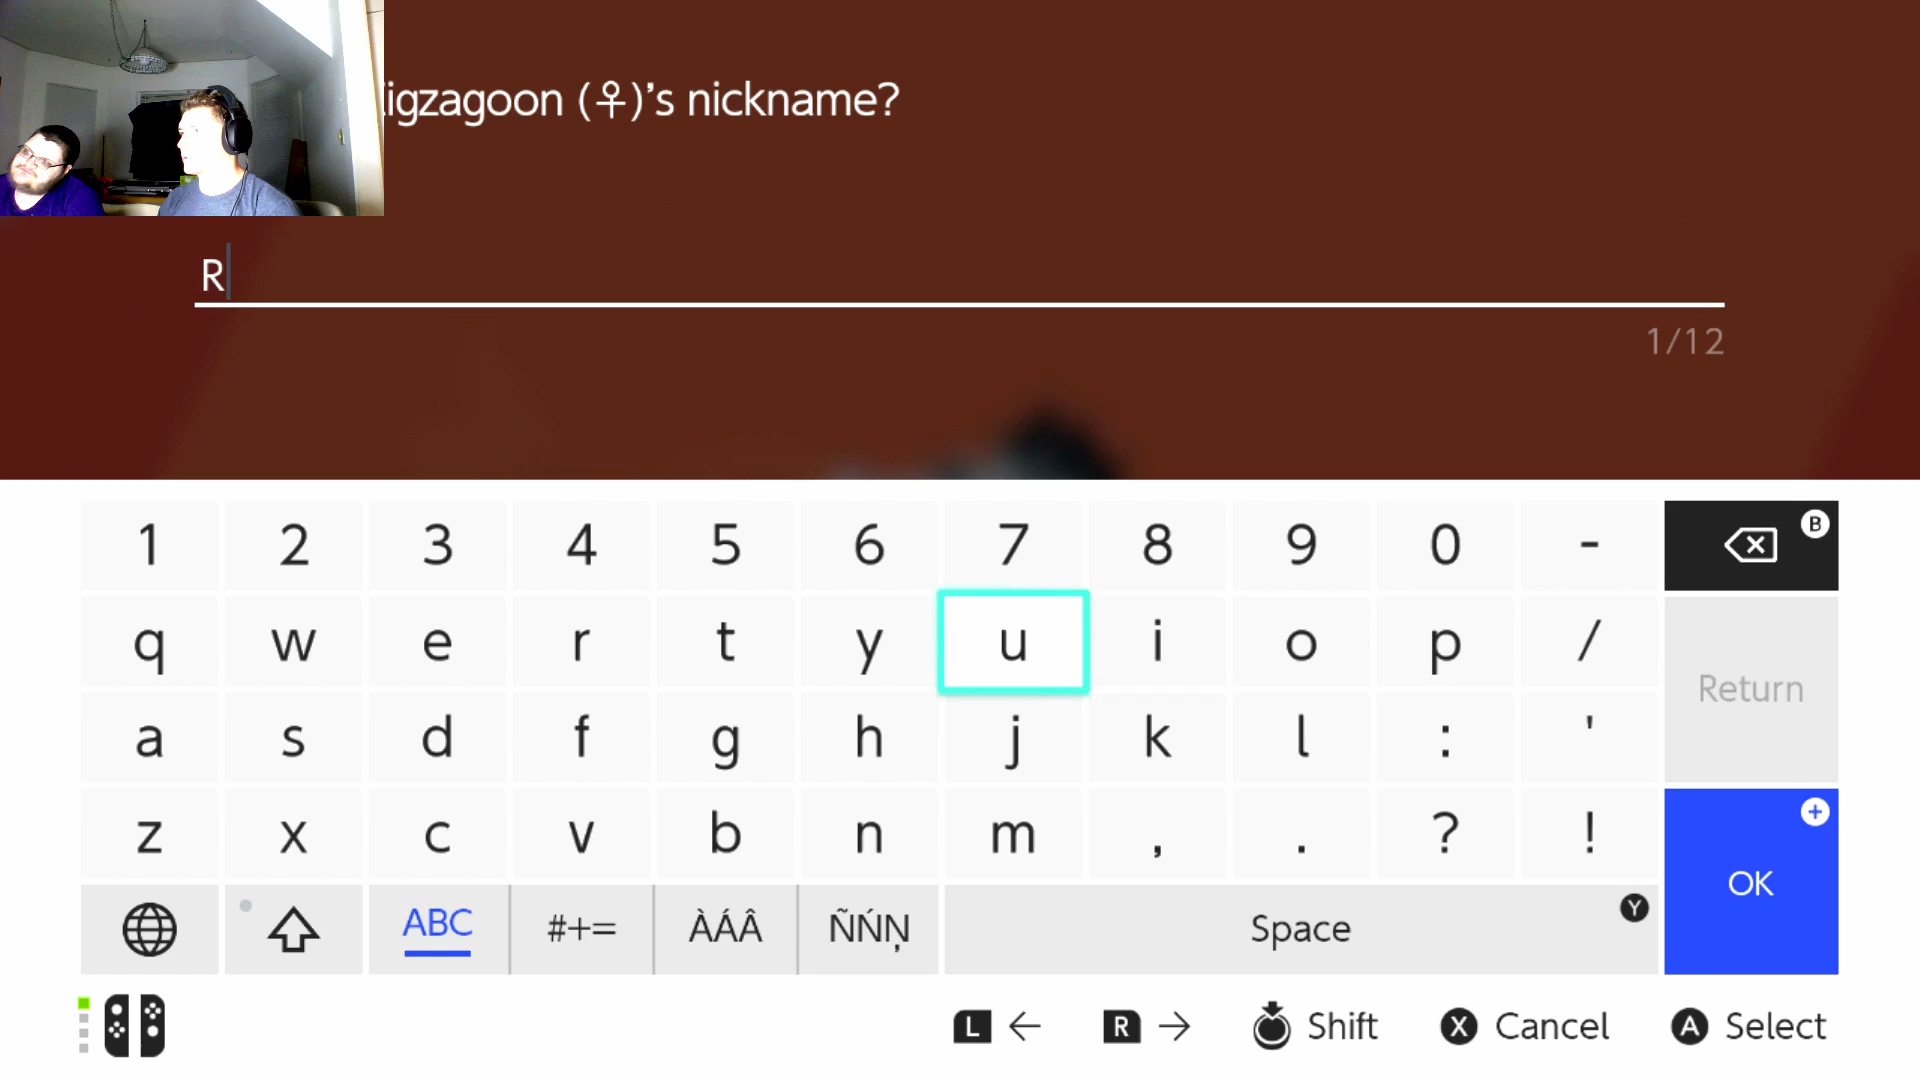 igzagoon (♀)'s nickname?
R
1/12
1 2 3 4 5 6 7 8 9 0 - B
q w e r t y u i o p /
Return
a s d f g h j k l : '
z x c v b n m , . ? ! +
OK
ABC #+= ÀÁÂ ÑŃŅ Space Y
L ← R → Shift X Cancel A Select